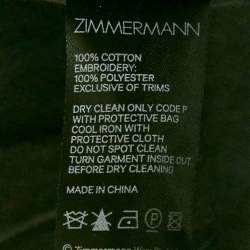 ZIMMERMANN
100% COTTON
EMBROIDERY:
100% POLYESTER
EXCLUSIVE OF TRIMS
DRY CLEAN ONLY CODE P
WITH PROTECTIVE BAG
COOL IRON WITH
PROTECTIVE CLOTH
DO NOT SPOT CLEAN
TURN GARMENT INSIDE OUT
BEFORE DRY CLEANING
MADE IN CHINA
P
© Zimmermann